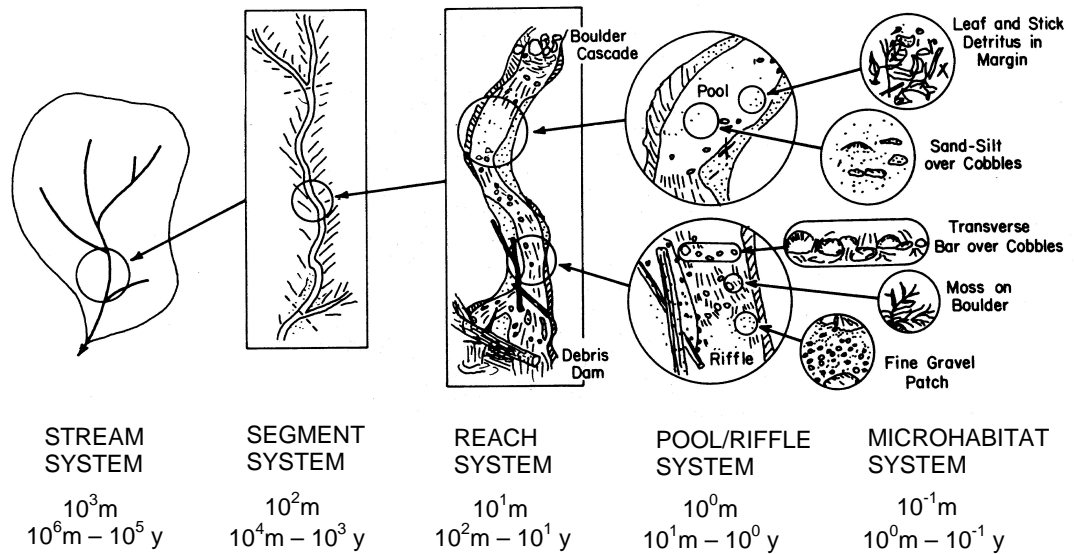 Boulder
Cascade
Debris
Dam
Pool
Riffle
Leaf and Stick
Detritus in
Margin
Sand-Silt
over Cobbles
Transverse
Bar over Cobbles
Moss on
Boulder
Fine Gravel
Patch
STREAM
SYSTEM
10³m
10⁶m – 10⁵ y
SEGMENT
SYSTEM
10²m
10⁴m – 10³ y
REACH
SYSTEM
10¹m
10²m – 10¹ y
POOL/RIFFLE
SYSTEM
10⁰m
10¹m – 10⁰ y
MICROHABITAT
SYSTEM
10⁻¹m
10⁰m – 10⁻¹ y